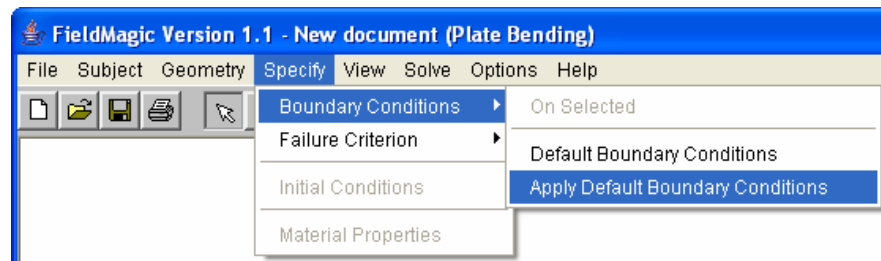 FieldMagic Version 1.1 - New document (Plate Bending)
File Subject Geometry Specify View Solve Options Help
Boundary Conditions
Failure Criterion
Initial Conditions
Material Properties
On Selected
Default Boundary Conditions
Apply Default Boundary Conditions